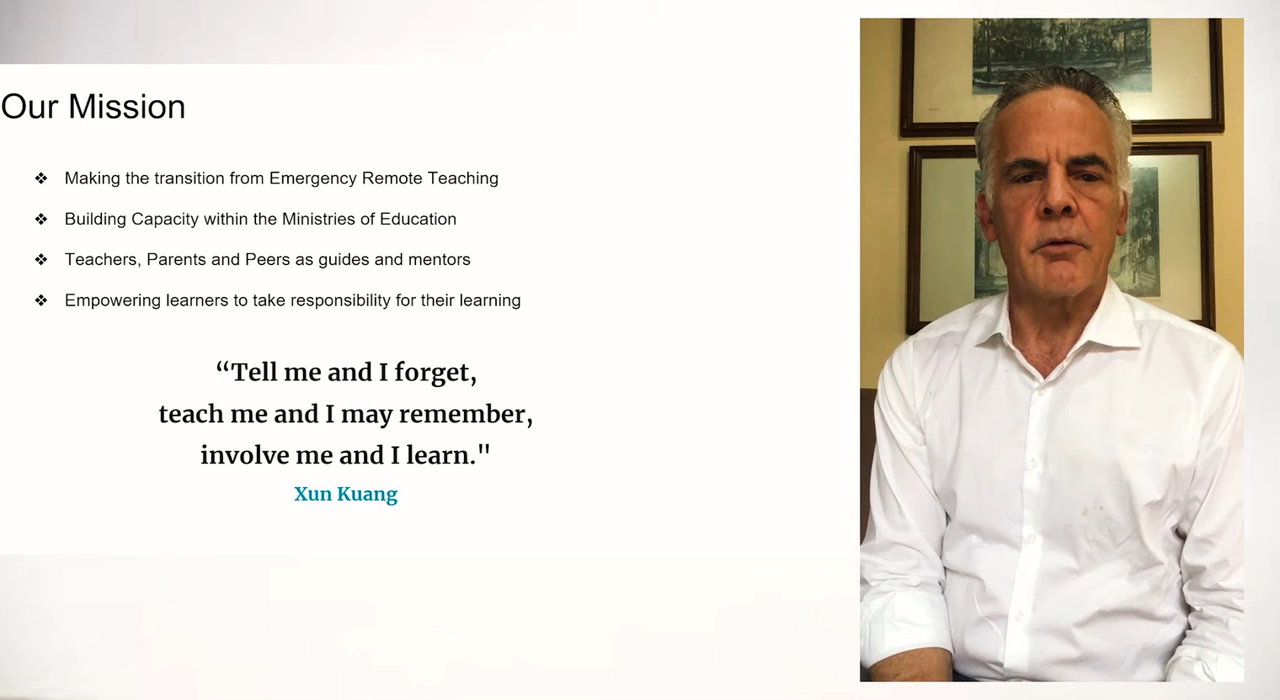 Our Mission
❖ Making the transition from Emergency Remote Teaching
❖ Building Capacity within the Ministries of Education
❖ Teachers, Parents and Peers as guides and mentors
❖ Empowering learners to take responsibility for their learning
“Tell me and I forget,
teach me and I may remember,
involve me and I learn."
Xun Kuang